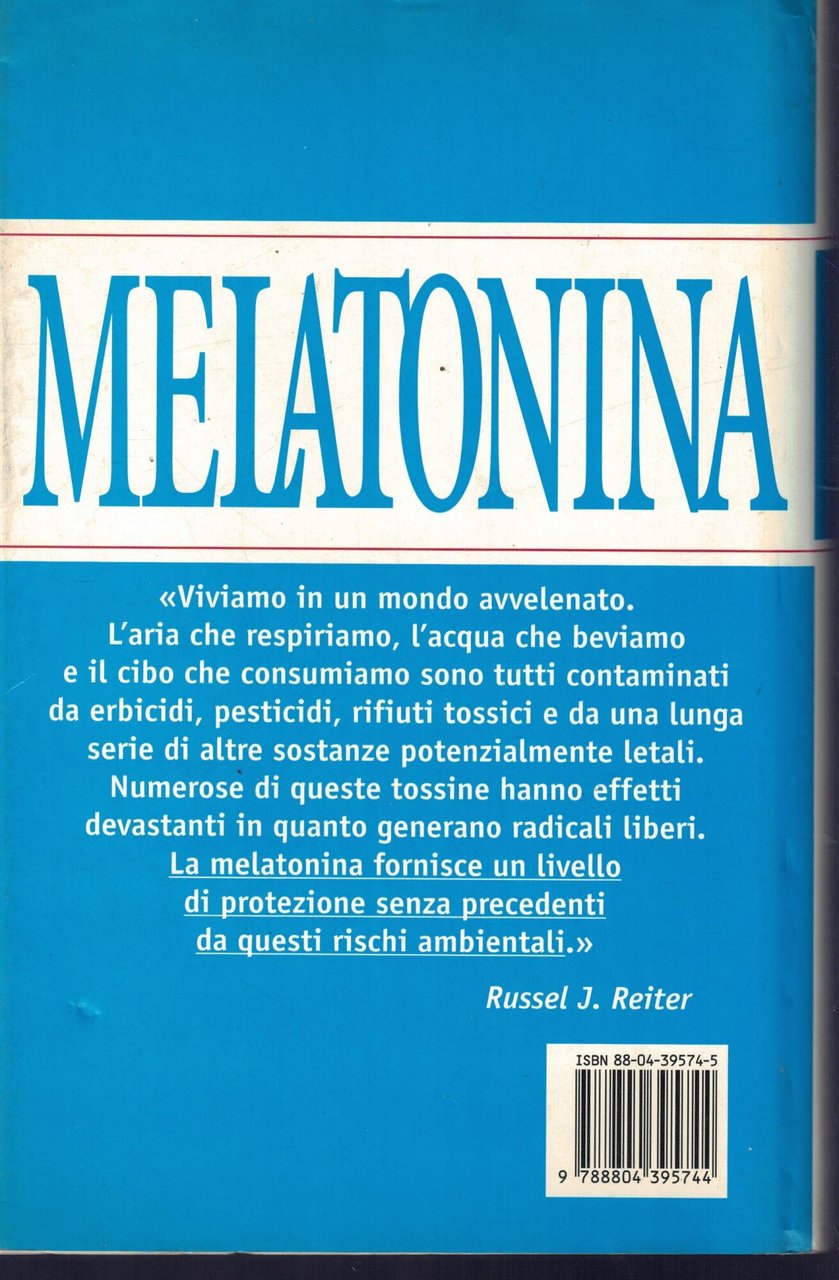 MELATONINA
«Viviamo in un mondo avvelenato.
L'aria che respiriamo, l'acqua che beviamo
e il cibo che consumiamo sono tutti contaminati
da erbicidi, pesticidi, rifiuti tossici e da una lunga
serie di altre sostanze potenzialmente letali.
Numerose di queste tossine hanno effetti
devastanti in quanto generano radicali liberi.
La melatonina fornisce un livello
di protezione senza precedenti
da questi rischi ambientali.»
Russel J. Reiter
ISBN 88-04-39574-5
9 788804 395744